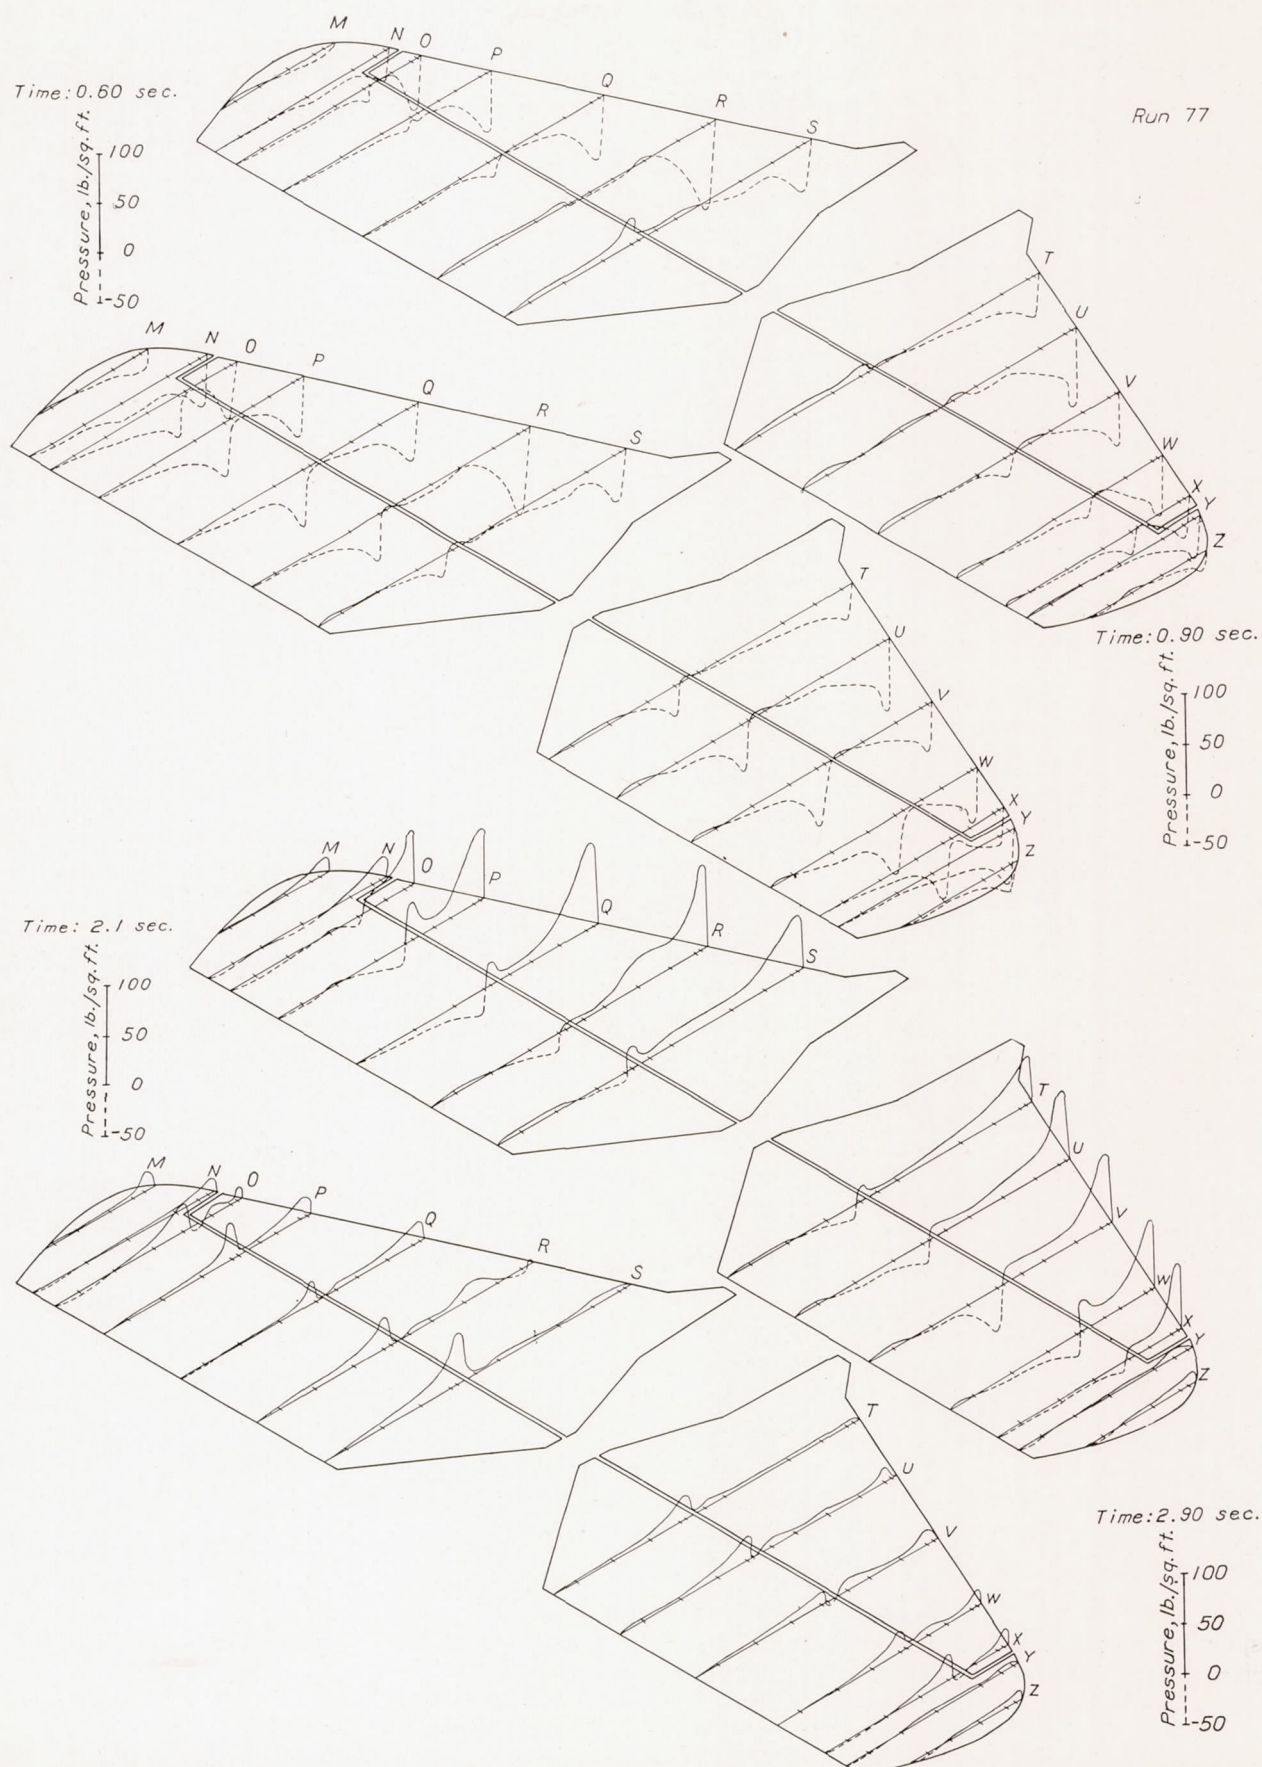 M
N
O
P
Q
R
S
Time: 0.60 sec.
Run 77
Pressure, lb./sq.ft.
100
50
0
-50
T
U
V
W
X
Y
Z
M
N
O
P
Q
R
S
Time: 0.90 sec.
Pressure, lb./sq.ft.
100
50
0
-50
T
U
V
W
X
Y
Z
M
N
O
P
Q
R
S
Time: 2.1 sec.
Pressure, lb./sq.ft.
100
50
0
-50
T
U
V
W
X
Y
Z
M
N
O
P
Q
R
S
Time: 2.90 sec.
Pressure, lb./sq.ft.
100
50
0
-50
T
U
V
W
X
Y
Z